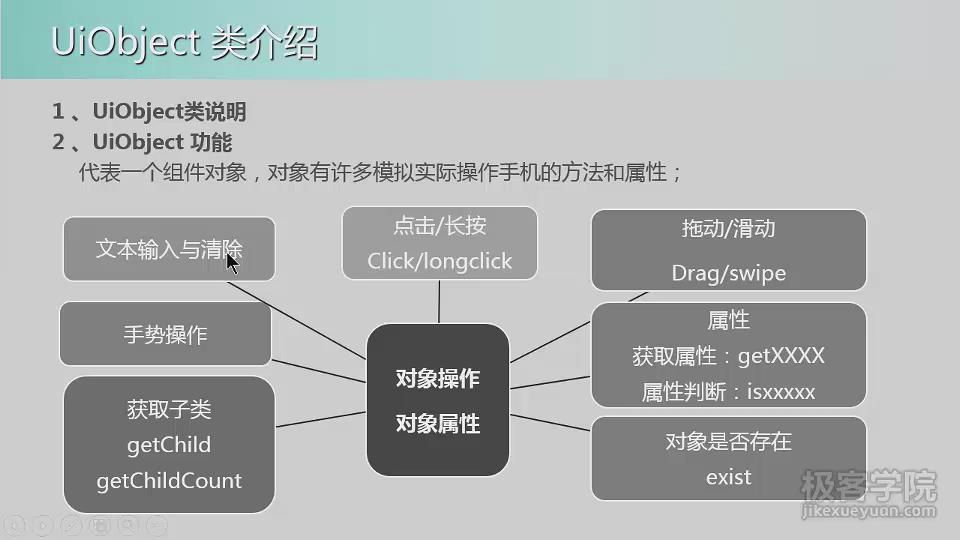 UiObject 类介绍
1 、UiObject类说明
2 、UiObject 功能
代表一个组件对象，对象有许多模拟实际操作手机的方法和属性；
文本输入与清除
点击/长按
Click/longclick
拖动/滑动
Drag/swipe
手势操作
属性
获取属性：getXXXX
属性判断：isxxxxx
对象操作
对象属性
获取子类
getChild
getChildCount
对象是否存在
exist
极客学院
jikexueyuan.com